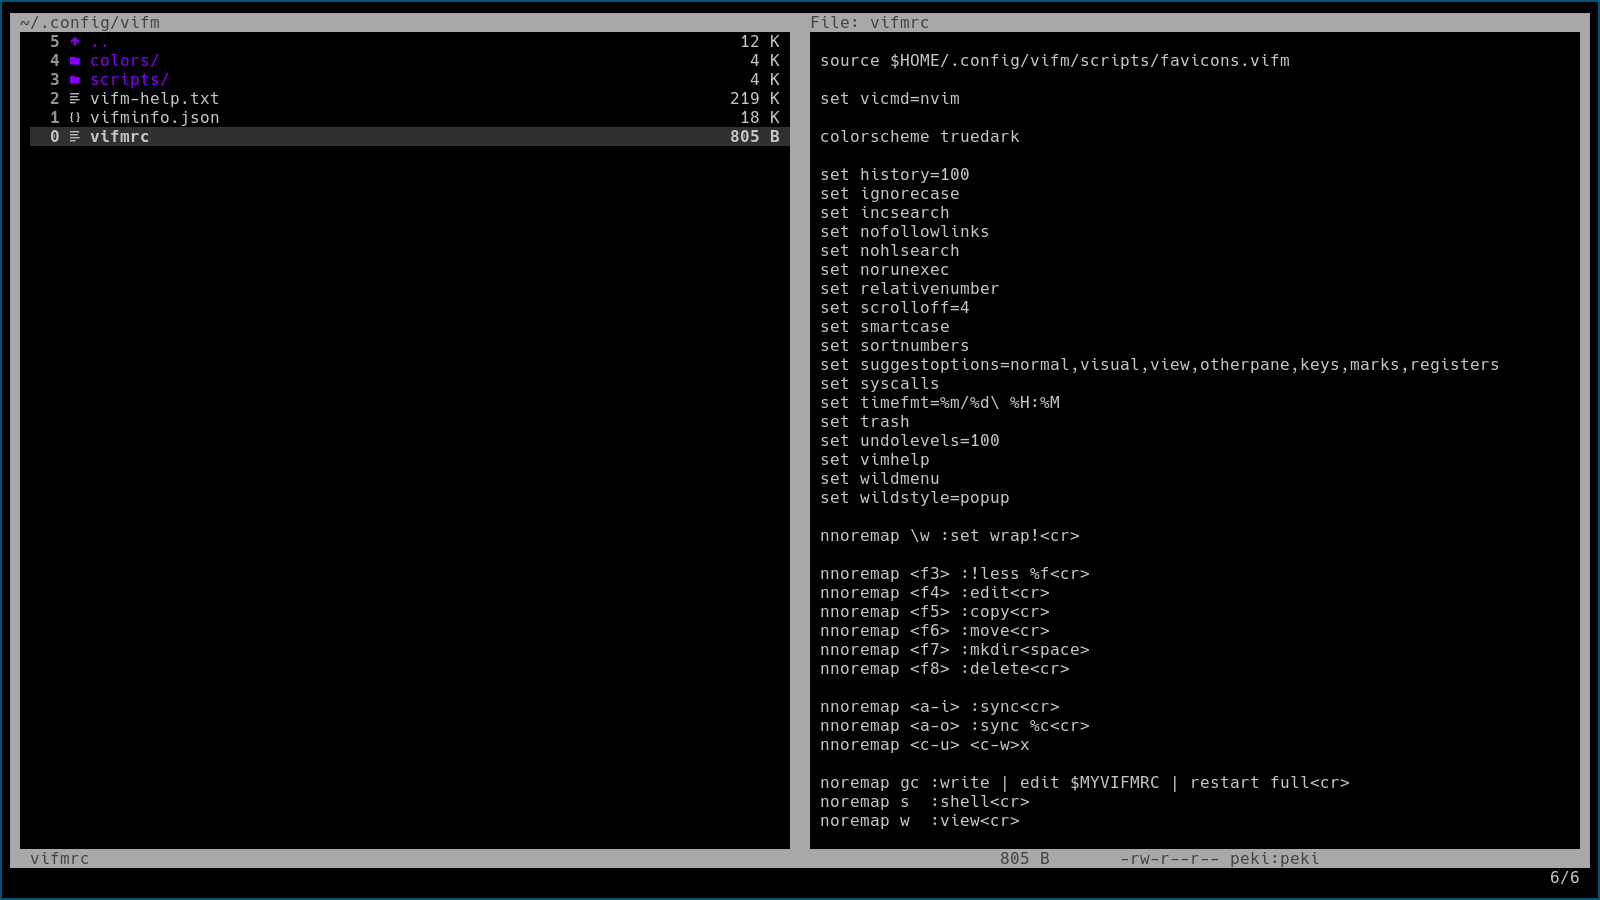 ~/.config/vifm
5 ↑ .. 12 K
4 colors/ 4 K
3 scripts/ 4 K
2 vifm-help.txt 219 K
1 {} vifminfo.json 18 K
0 vifmrc 805 B
File: vifmrc
source $HOME/.config/vifm/scripts/favicons.vifm
set vicmd=nvim
colorscheme truedark
set history=100
set ignorecase
set incsearch
set nofollowlinks
set nohlsearch
set norunexec
set relativenumber
set scrolloff=4
set smartcase
set sortnumbers
set suggestoptions=normal,visual,view,otherpane,keys,marks,registers
set syscalls
set timefmt=%m/%d\ %H:%M
set trash
set undolevels=100
set vimhelp
set wildmenu
set wildstyle=popup
nnoremap \w :set wrap!<cr>
nnoremap <f3> :!less %f<cr>
nnoremap <f4> :edit<cr>
nnoremap <f5> :copy<cr>
nnoremap <f6> :move<cr>
nnoremap <f7> :mkdir<space>
nnoremap <f8> :delete<cr>
nnoremap <a-i> :sync<cr>
nnoremap <a-o> :sync %c<cr>
nnoremap <c-u> <c-w>x
noremap gc :write | edit $MYVIFMRC | restart full<cr>
noremap s  :shell<cr>
noremap w  :view<cr>
vifmrc 805 B -rw-r--r-- peki:peki
6/6